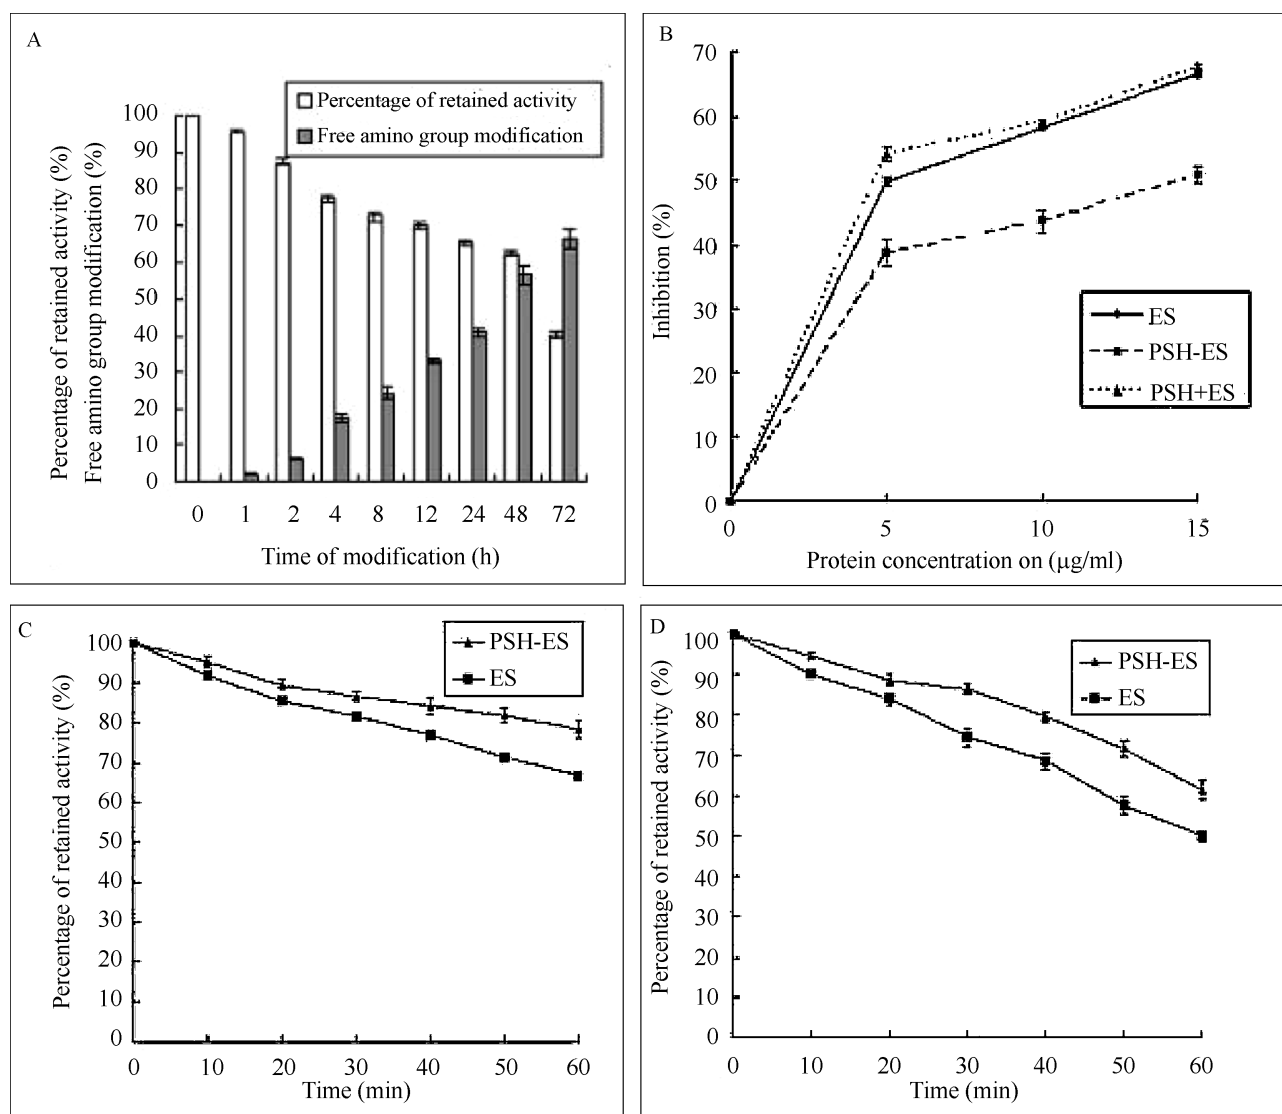 A
Percentage of retained activity
Free amino group modification
Percentage of retained activity (%)
Free amino group modification (%)
100
90
80
70
60
50
40
30
20
10
0
0 1 2 4 8 12 24 48 72
Time of modification (h)
B
Inhibition (%)
70
60
50
40
30
20
10
0
ES
PSH-ES
PSH+ES
0 5 10 15
Protein concentration on (μg/ml)
C
Percentage of retained activity (%)
100
90
80
70
60
50
40
30
20
10
0
PSH-ES
ES
0 10 20 30 40 50 60
Time (min)
D
Percentage of retained activity (%)
100
90
80
70
60
50
40
30
20
10
0
PSH-ES
ES
0 10 20 30 40 50 60
Time (min)